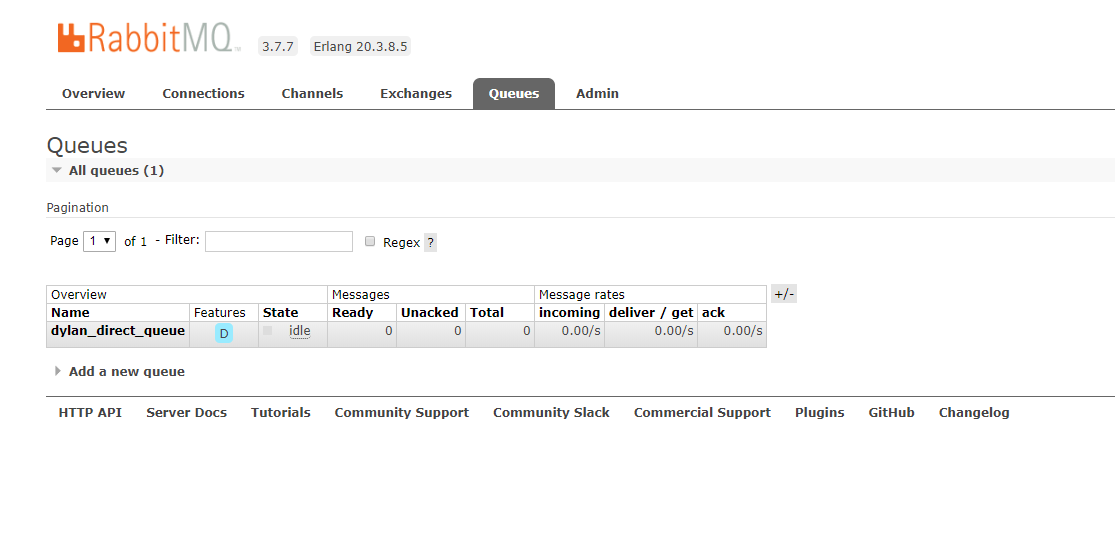 RabbitMQ 3.7.7 Erlang 20.3.8.5
Overview Connections Channels Exchanges Queues Admin
Queues
All queues (1)
Pagination
Page 1 of 1 - Filter: Regex ?
Overview Messages Message rates +/-
Name Features State Ready Unacked Total incoming deliver / get ack
dylan_direct_queue D idle 0 0 0 0.00/s 0.00/s 0.00/s
Add a new queue
HTTP API Server Docs Tutorials Community Support Community Slack Commercial Support Plugins GitHub Changelog